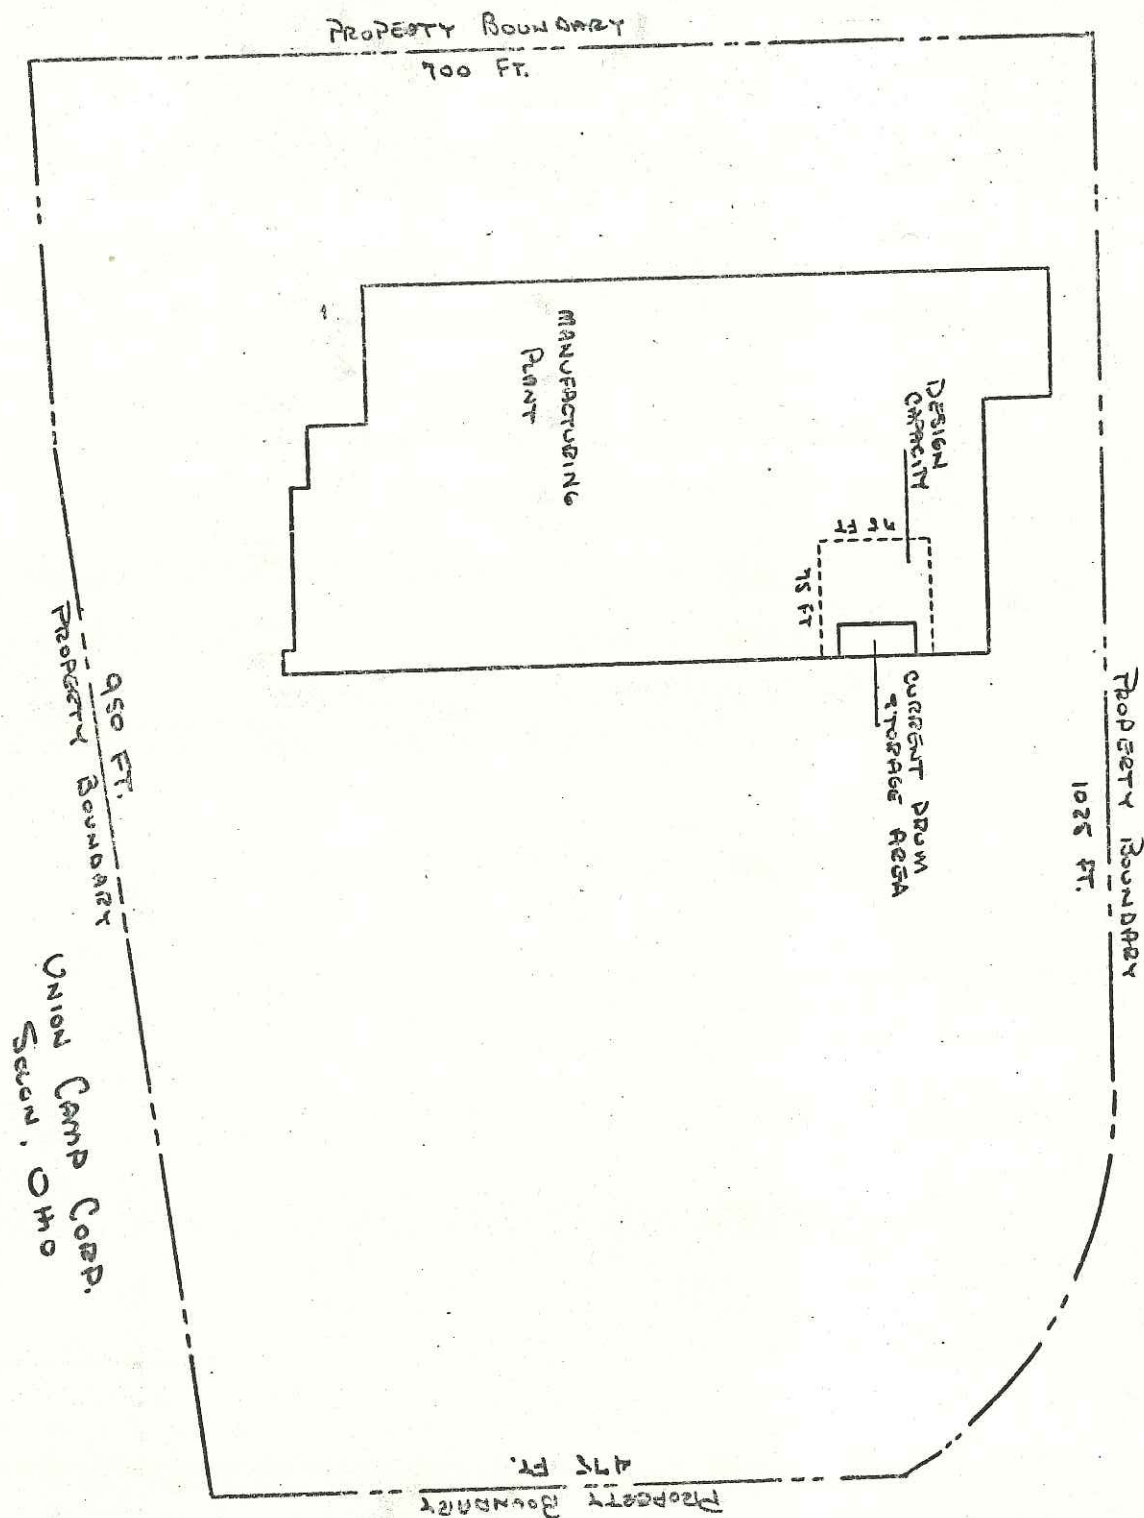 PROPERTY BOUNDARY
700 FT.
MANUFACTURING
PLANT
DESIGN
CAPACITY
75 FT
75 FT
CURRENT DRUM
STORAGE AREA
PROPERTY BOUNDARY
1025 FT.
950 FT.
PROPERTY BOUNDARY
UNION CAMP CORP.
SOLON, OHIO
475 FT.
PROPERTY BOUNDARY